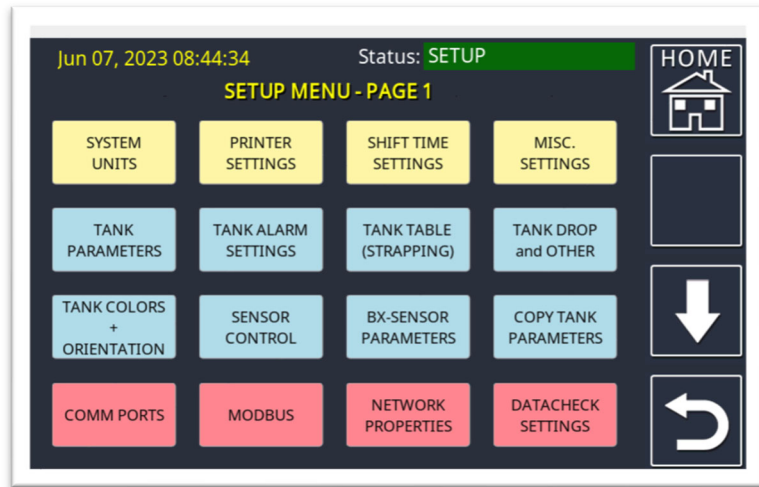 Jun 07, 2023 08:44:34
Status: SETUP
HOME
SETUP MENU - PAGE 1
SYSTEM
UNITS
PRINTER
SETTINGS
SHIFT TIME
SETTINGS
MISC.
SETTINGS
TANK
PARAMETERS
TANK ALARM
SETTINGS
TANK TABLE
(STRAPPING)
TANK DROP
and OTHER
TANK COLORS
+
ORIENTATION
SENSOR
CONTROL
BX-SENSOR
PARAMETERS
COPY TANK
PARAMETERS
COMM PORTS
MODBUS
NETWORK
PROPERTIES
DATACHECK
SETTINGS